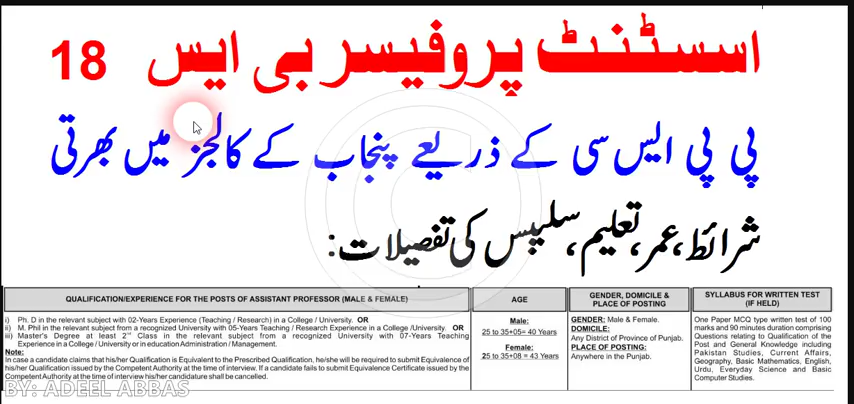 اسسٹنٹ پروفیسر بی ایس 18
پی پی ایس سی کے ذریعے پنجاب کے کالجز میں بھرتی
شرائط، عمر، تعلیم، سلیبس کی تفصیلات:
QUALIFICATION/EXPERIENCE FOR THE POSTS OF ASSISTANT PROFESSOR (MALE & FEMALE)
i) Ph. D in the relevant subject with 02-Years Experience (Teaching / Research) in a College / University. OR
ii) M. Phil in the relevant subject from a recognized University with 05-Years Teaching / Research Experience in a College /University. OR
iii) Master's Degree at least 2nd Class in the relevant subject from a recognized University with 07-Years Teaching
Experience in a College / University or in education Administration / Management.
Note:
In case a candidate claims that his/her Qualification is Equivalent to the Prescribed Qualification, he/she will be required to submit Equivalence of
his/her Qualification issued by the Competent Authority at the time of interview. If a candidate fails to submit Equivalence Certificate issued by the
Competent Authority at the time of interview his/her candidature shall be cancelled.
AGE
Male:
25 to 35+05= 40 Years
Female:
25 to 35+08 = 43 Years
GENDER, DOMICILE &
PLACE OF POSTING
GENDER: Male & Female.
DOMICILE:
Any District of Province of Punjab.
PLACE OF POSTING:
Anywhere in the Punjab.
SYLLABUS FOR WRITTEN TEST
(IF HELD)
One Paper MCQ type written test of 100
marks and 90 minutes duration comprising
Questions relating to Qualification of the
Post and General Knowledge including
Pakistan Studies, Current Affairs,
Geography, Basic Mathematics, English,
Urdu, Everyday Science and Basic
Computer Studies.
BY: ADEEL ABBAS